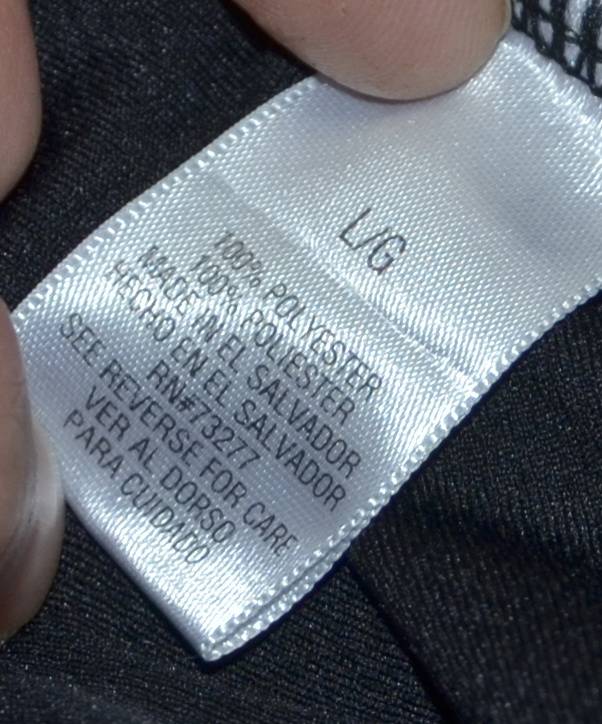 L/G
100% POLYESTER
100% POLIESTER
MADE IN EL SALVADOR
HECHO EN EL SALVADOR
RN#73277
SEE REVERSE FOR CARE
VER AL DORSO
PARA CUIDADO